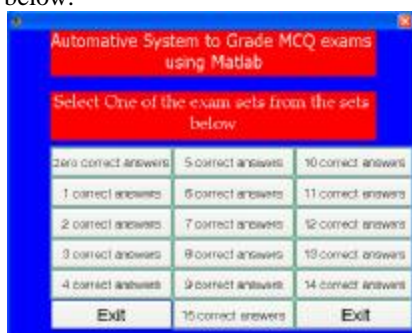 below.
Automative System to Grade MCQ exams
using Matlab
Select One of the exam sets from the sets
below
zero correct answers 5 correct answers 10 correct answers
1 correct answers 6 correct answers 11 correct answers
2 correct answers 7 correct answers 12 correct answers
3 correct answers 8 correct answers 13 correct answers
4 correct answers 9 correct answers 14 correct answers
Exit 15 correct answers Exit